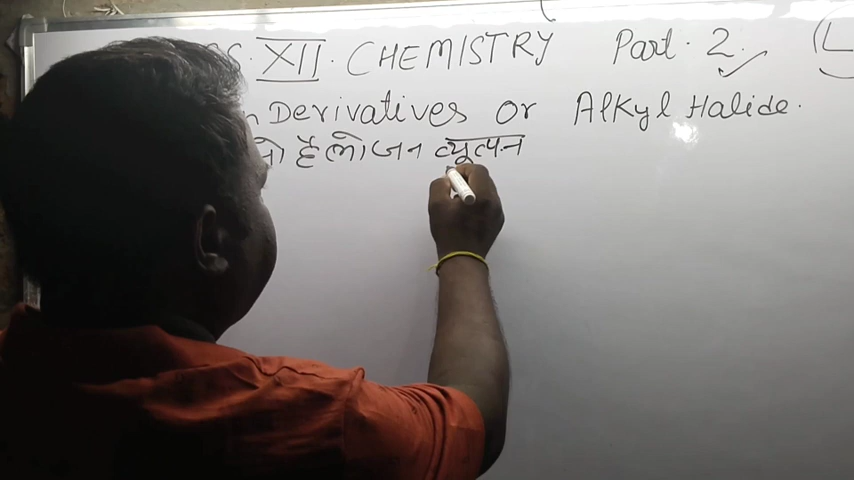 XII. CHEMISTRY Part. 2. (L
Derivatives Or Alkyl Halide.
नो हैलोजन व्यूत्पन